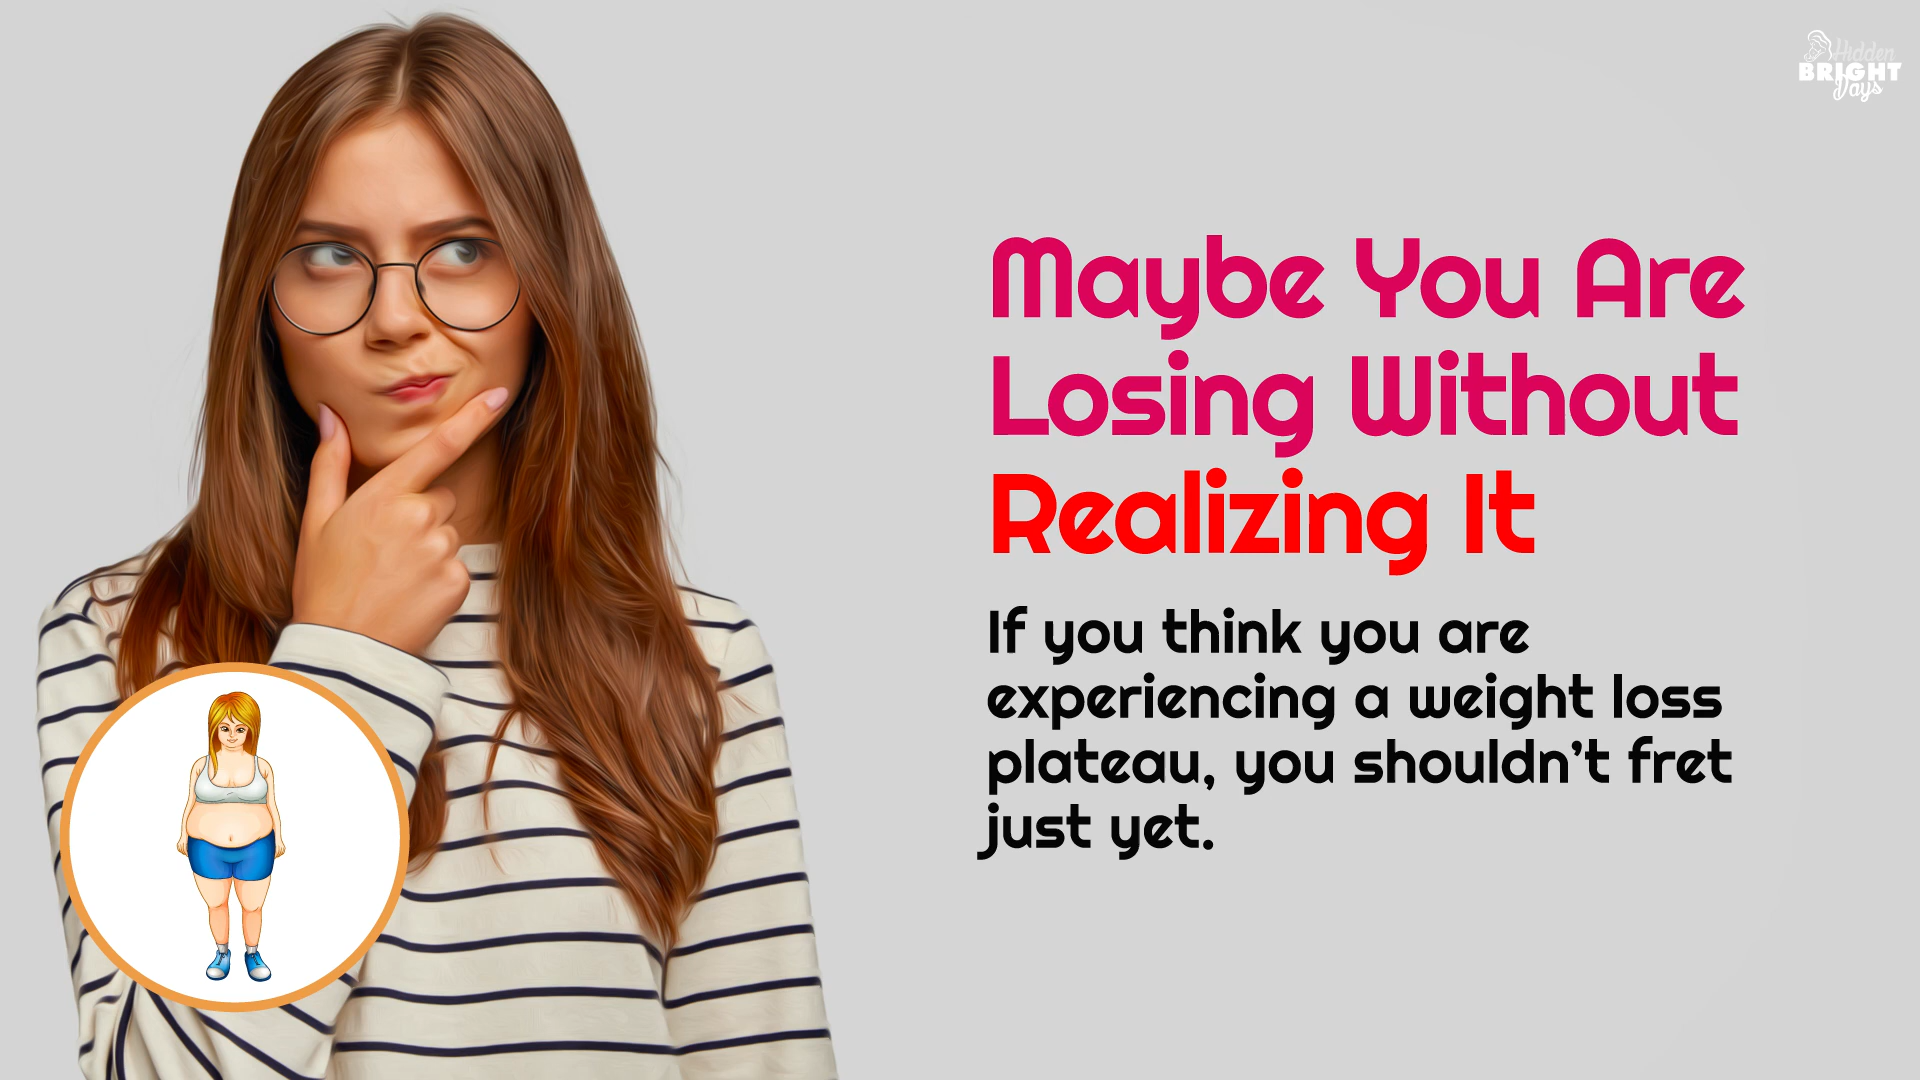 Hidden
BRIGHT
Days
Maybe You Are
Losing Without
Realizing It
If you think you are
experiencing a weight loss
plateau, you shouldn’t fret
just yet.